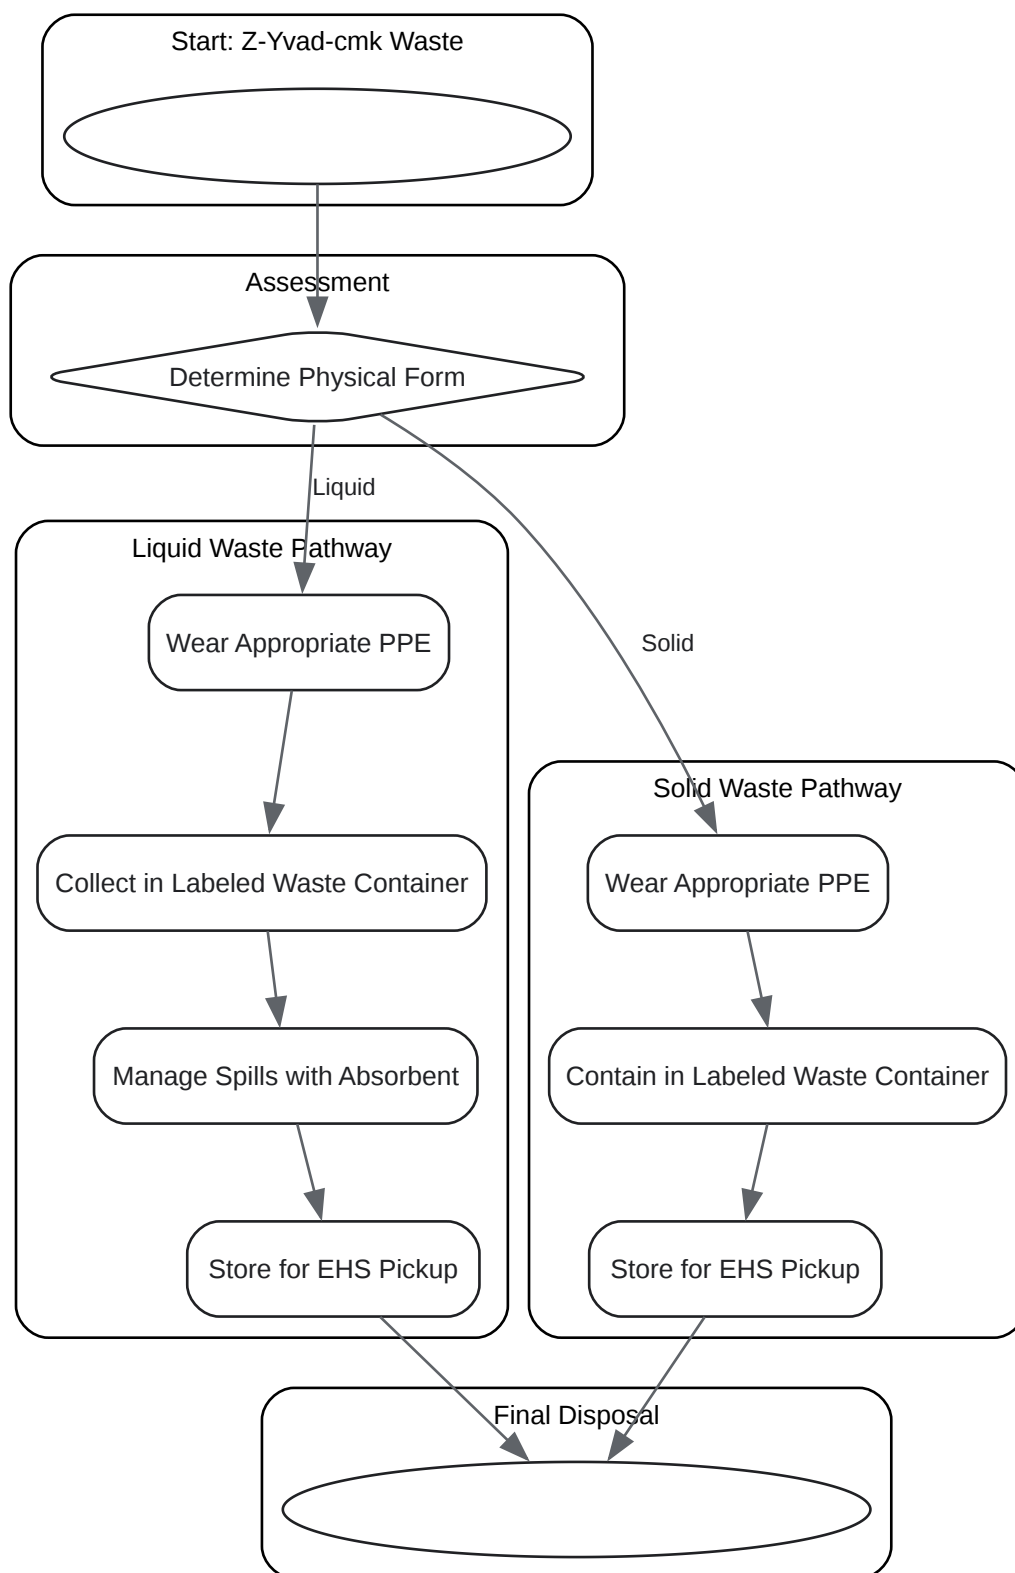 Start: Z-Yvad-cmk Waste
Assessment
Determine Physical Form
Liquid
Liquid Waste Pathway
Wear Appropriate PPE
Collect in Labeled Waste Container
Manage Spills with Absorbent
Store for EHS Pickup
Solid
Solid Waste Pathway
Wear Appropriate PPE
Contain in Labeled Waste Container
Store for EHS Pickup
Final Disposal